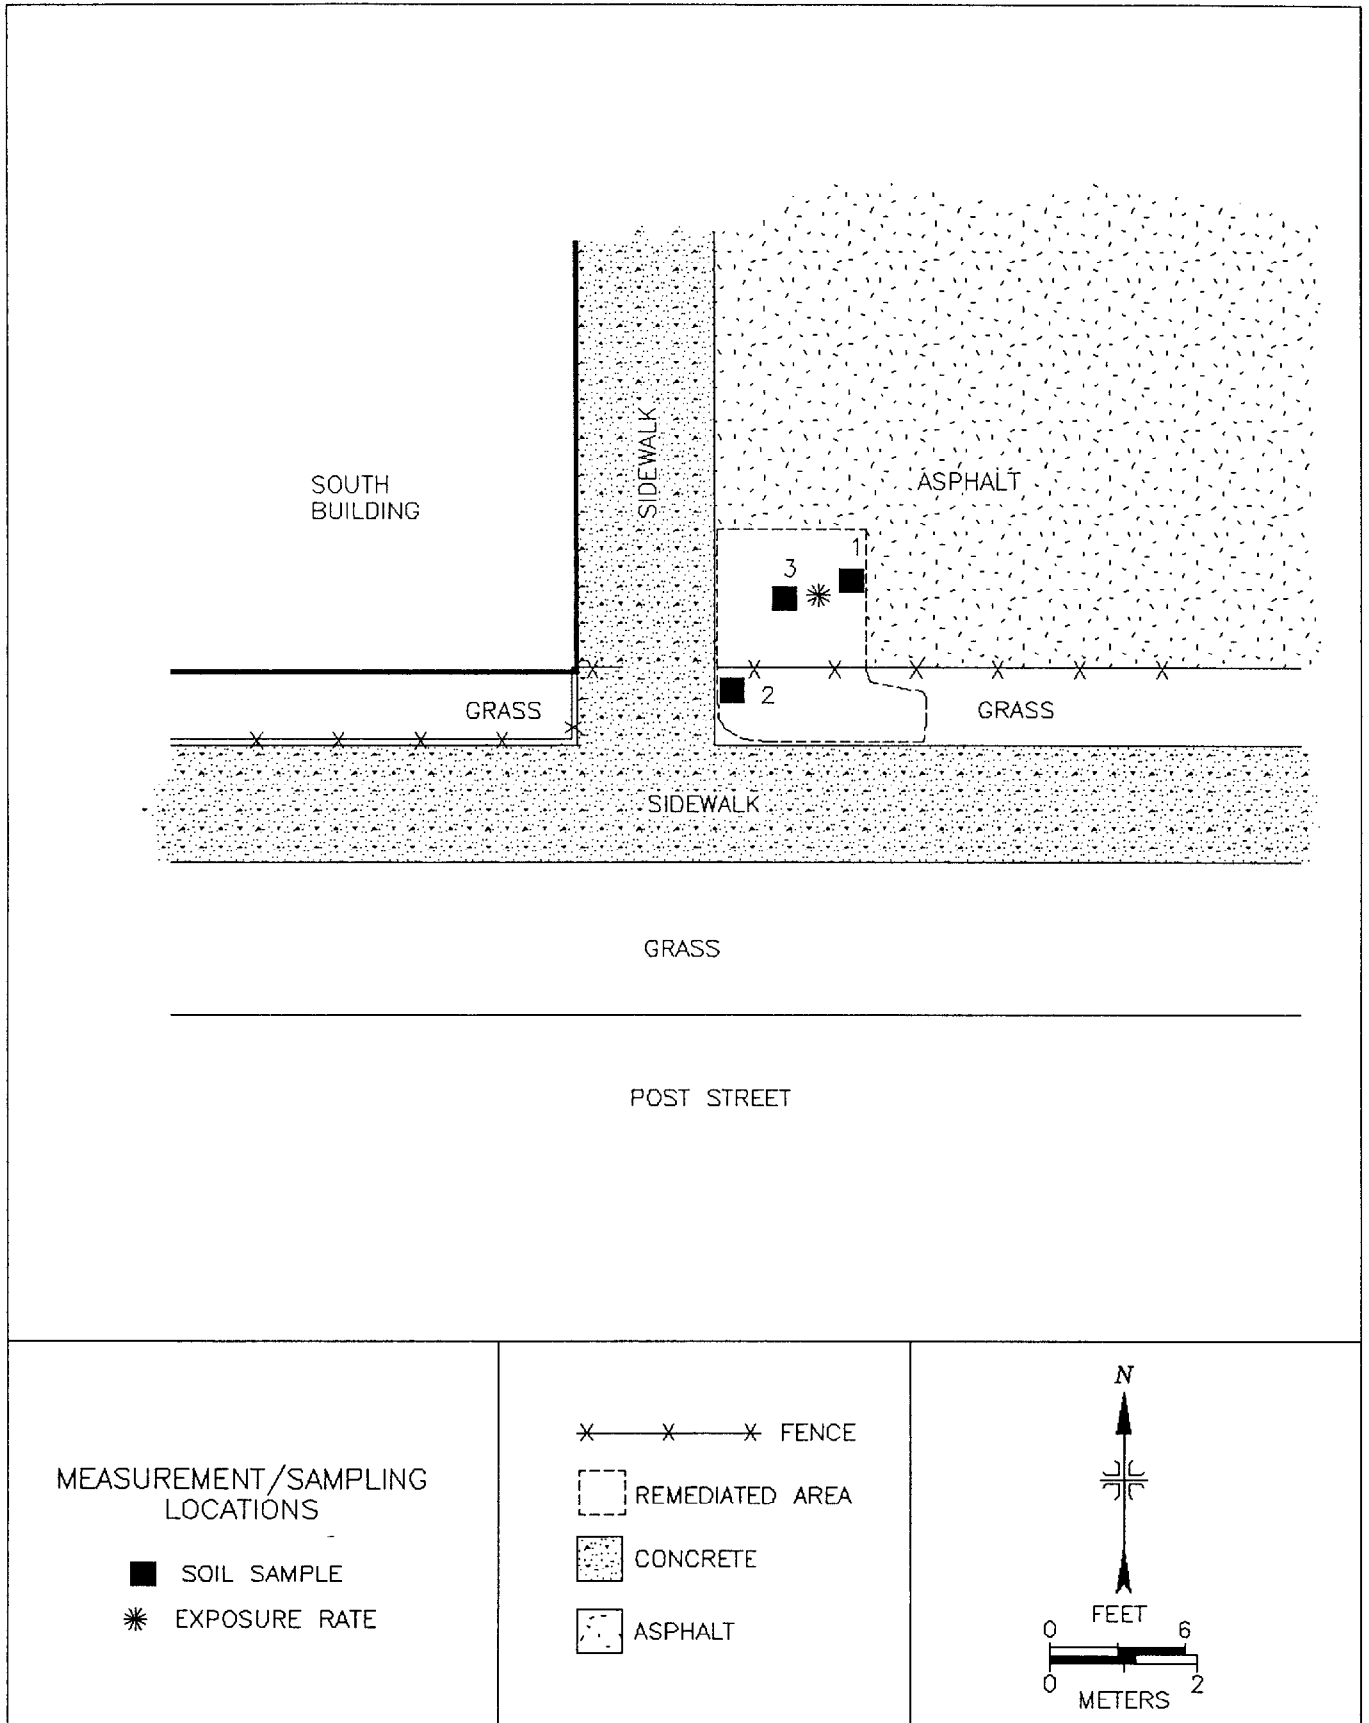 SIDEWALK
SOUTH
BUILDING
ASPHALT
1
3
2
GRASS
GRASS
SIDEWALK
GRASS
POST STREET
MEASUREMENT/SAMPLING
LOCATIONS
SOIL SAMPLE
EXPOSURE RATE
FENCE
REMEDIATED AREA
CONCRETE
ASPHALT
N
FEET
0 6
0 2
METERS